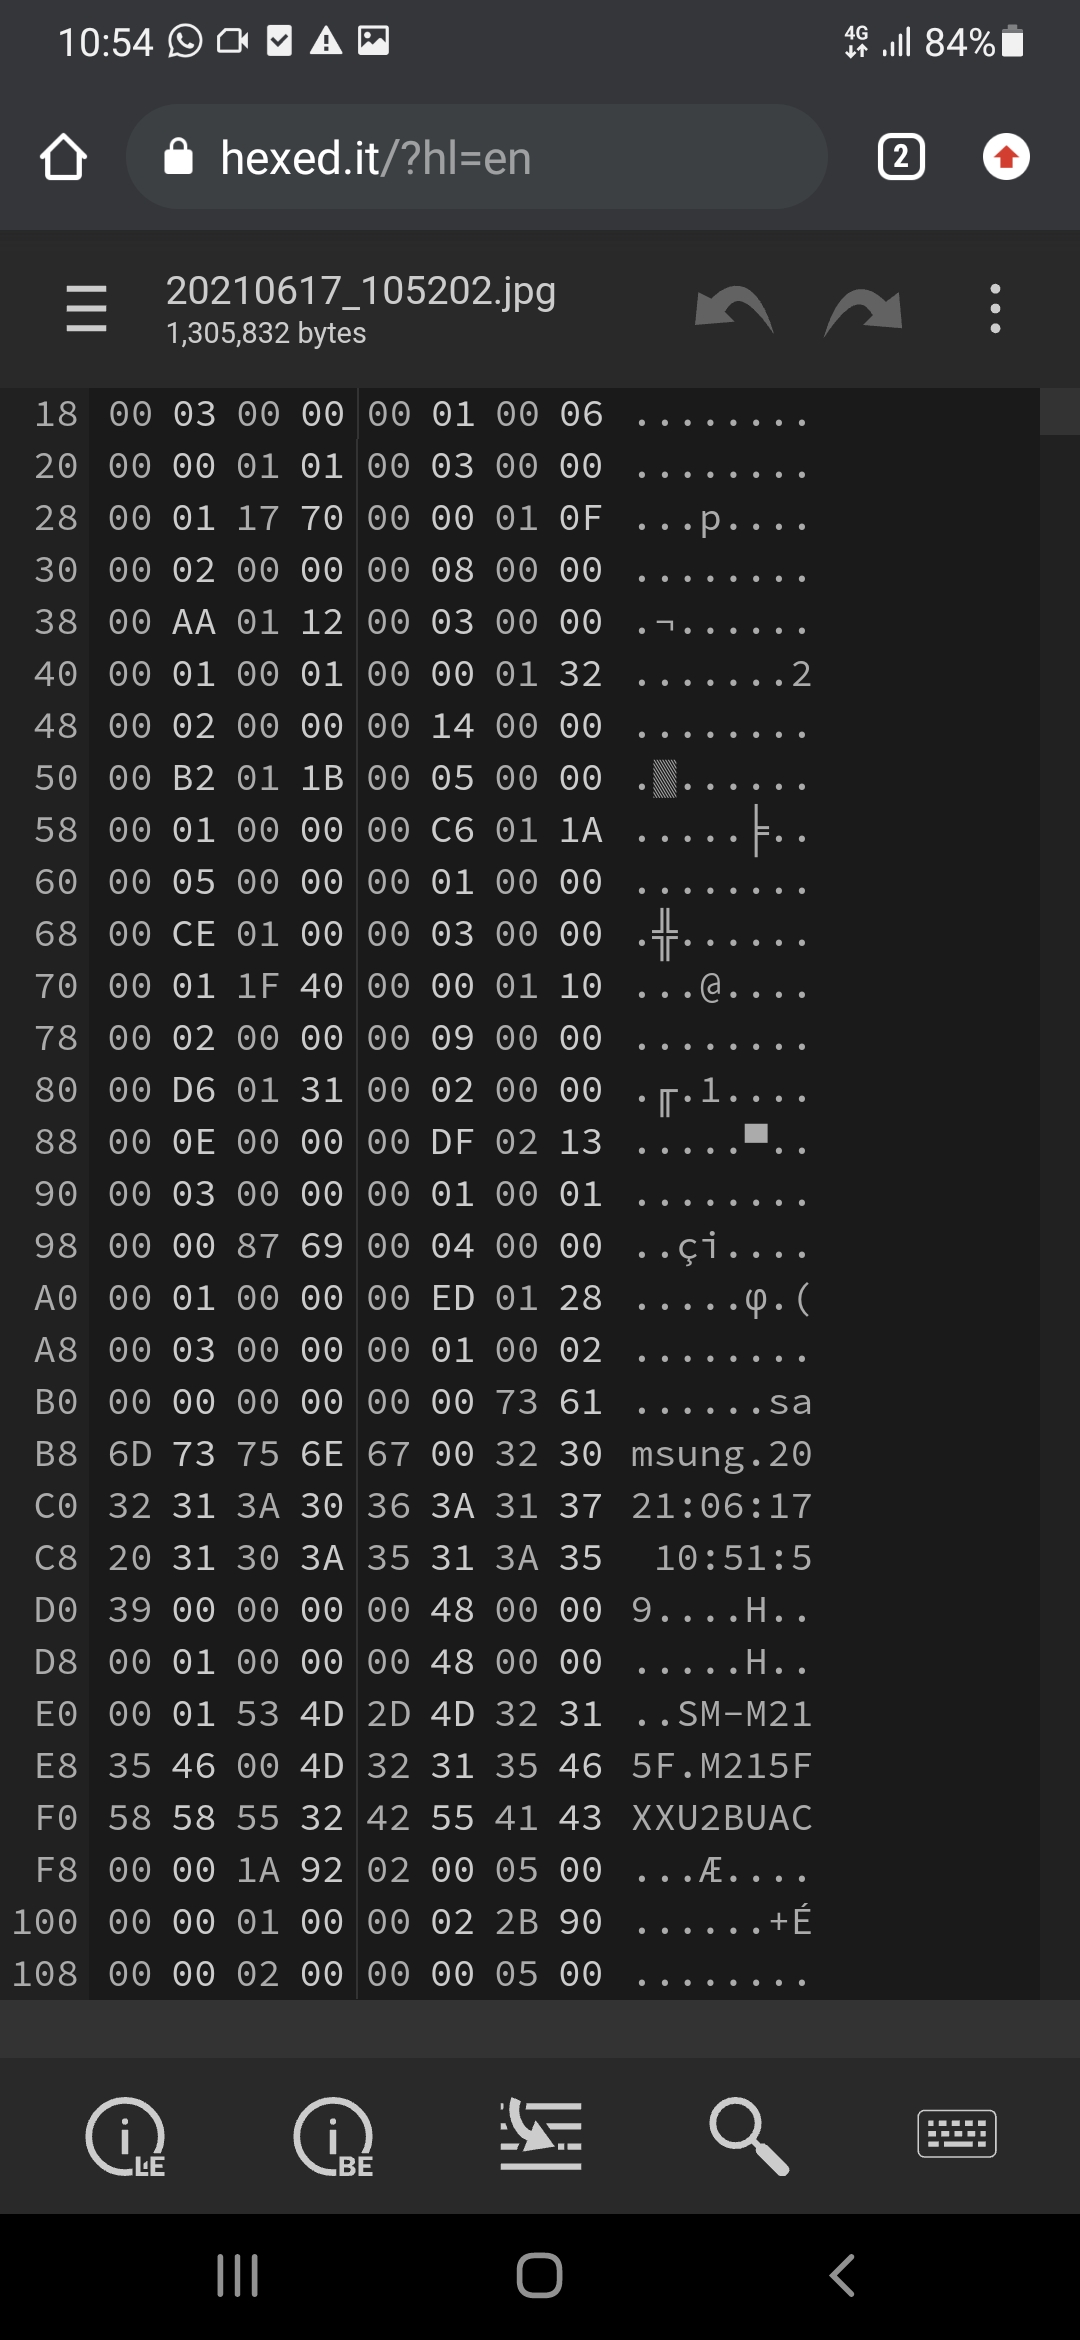 10:54
4G
84%
hexed.it/?hl=en
2
20210617_105202.jpg
1,305,832 bytes
18 00 03 00 00 00 01 00 06 ........
20 00 00 01 01 00 03 00 00 ........
28 00 01 17 70 00 00 01 0F ...p....
30 00 02 00 00 00 08 00 00 ........
38 00 AA 01 12 00 03 00 00 .¬......
40 00 01 00 01 00 00 01 32 .......2
48 00 02 00 00 00 14 00 00 ........
50 00 B2 01 1B 00 05 00 00 .▒......
58 00 01 00 00 00 C6 01 1A .....╞..
60 00 05 00 00 00 01 00 00 ........
68 00 CE 01 00 00 03 00 00 .╬......
70 00 01 1F 40 00 00 01 10 ...@....
78 00 02 00 00 00 09 00 00 ........
80 00 D6 01 31 00 02 00 00 .╓.1....
88 00 0E 00 00 00 DF 02 13 .....▀..
90 00 03 00 00 00 01 00 01 ........
98 00 00 87 69 00 04 00 00 ..çi....
A0 00 01 00 00 00 ED 01 28 .....φ.(
A8 00 03 00 00 00 01 00 02 ........
B0 00 00 00 00 00 00 73 61 ......sa
B8 6D 73 75 6E 67 00 32 30 msung.20
C0 32 31 3A 30 36 3A 31 37 21:06:17
C8 20 31 30 3A 35 31 3A 35  10:51:5
D0 39 00 00 00 00 48 00 00 9....H..
D8 00 01 00 00 00 48 00 00 .....H..
E0 00 01 53 4D 2D 4D 32 31 ..SM-M21
E8 35 46 00 4D 32 31 35 46 5F.M215F
F0 58 58 55 32 42 55 41 43 XXU2BUAC
F8 00 00 1A 92 02 00 05 00 ...Æ....
100 00 00 01 00 00 02 2B 90 ......+É
108 00 00 02 00 00 00 05 00 ........
i LE
i BE